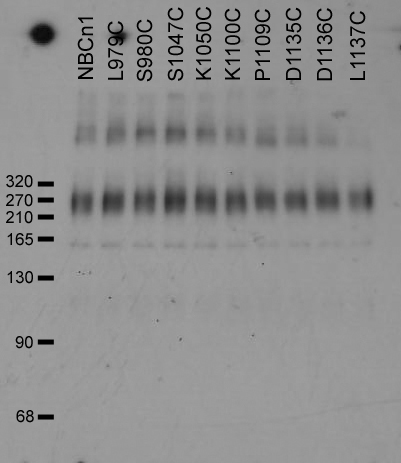 NBCn1
L979C
S980C
S1047C
K1050C
K1100C
P1109C
D1135C
D1136C
L1137C
320
270
210
165
130
90
68